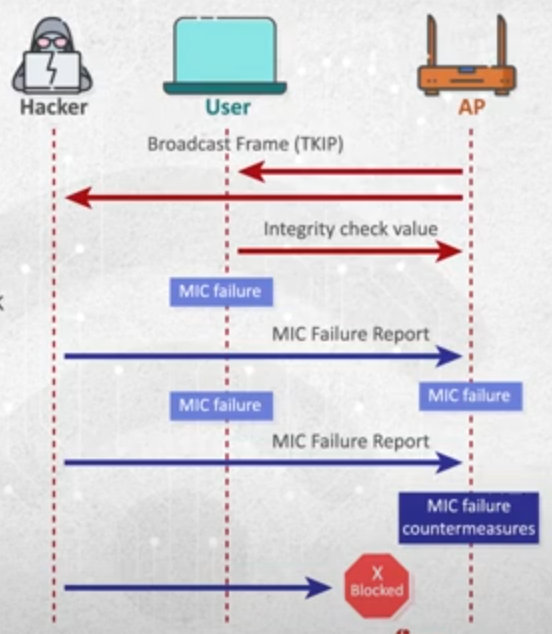 Hacker
User
AP
Broadcast Frame (TKIP)
Integrity check value
MIC failure
MIC Failure Report
MIC failure
MIC failure
MIC Failure Report
MIC failure
countermeasures
X
Blocked